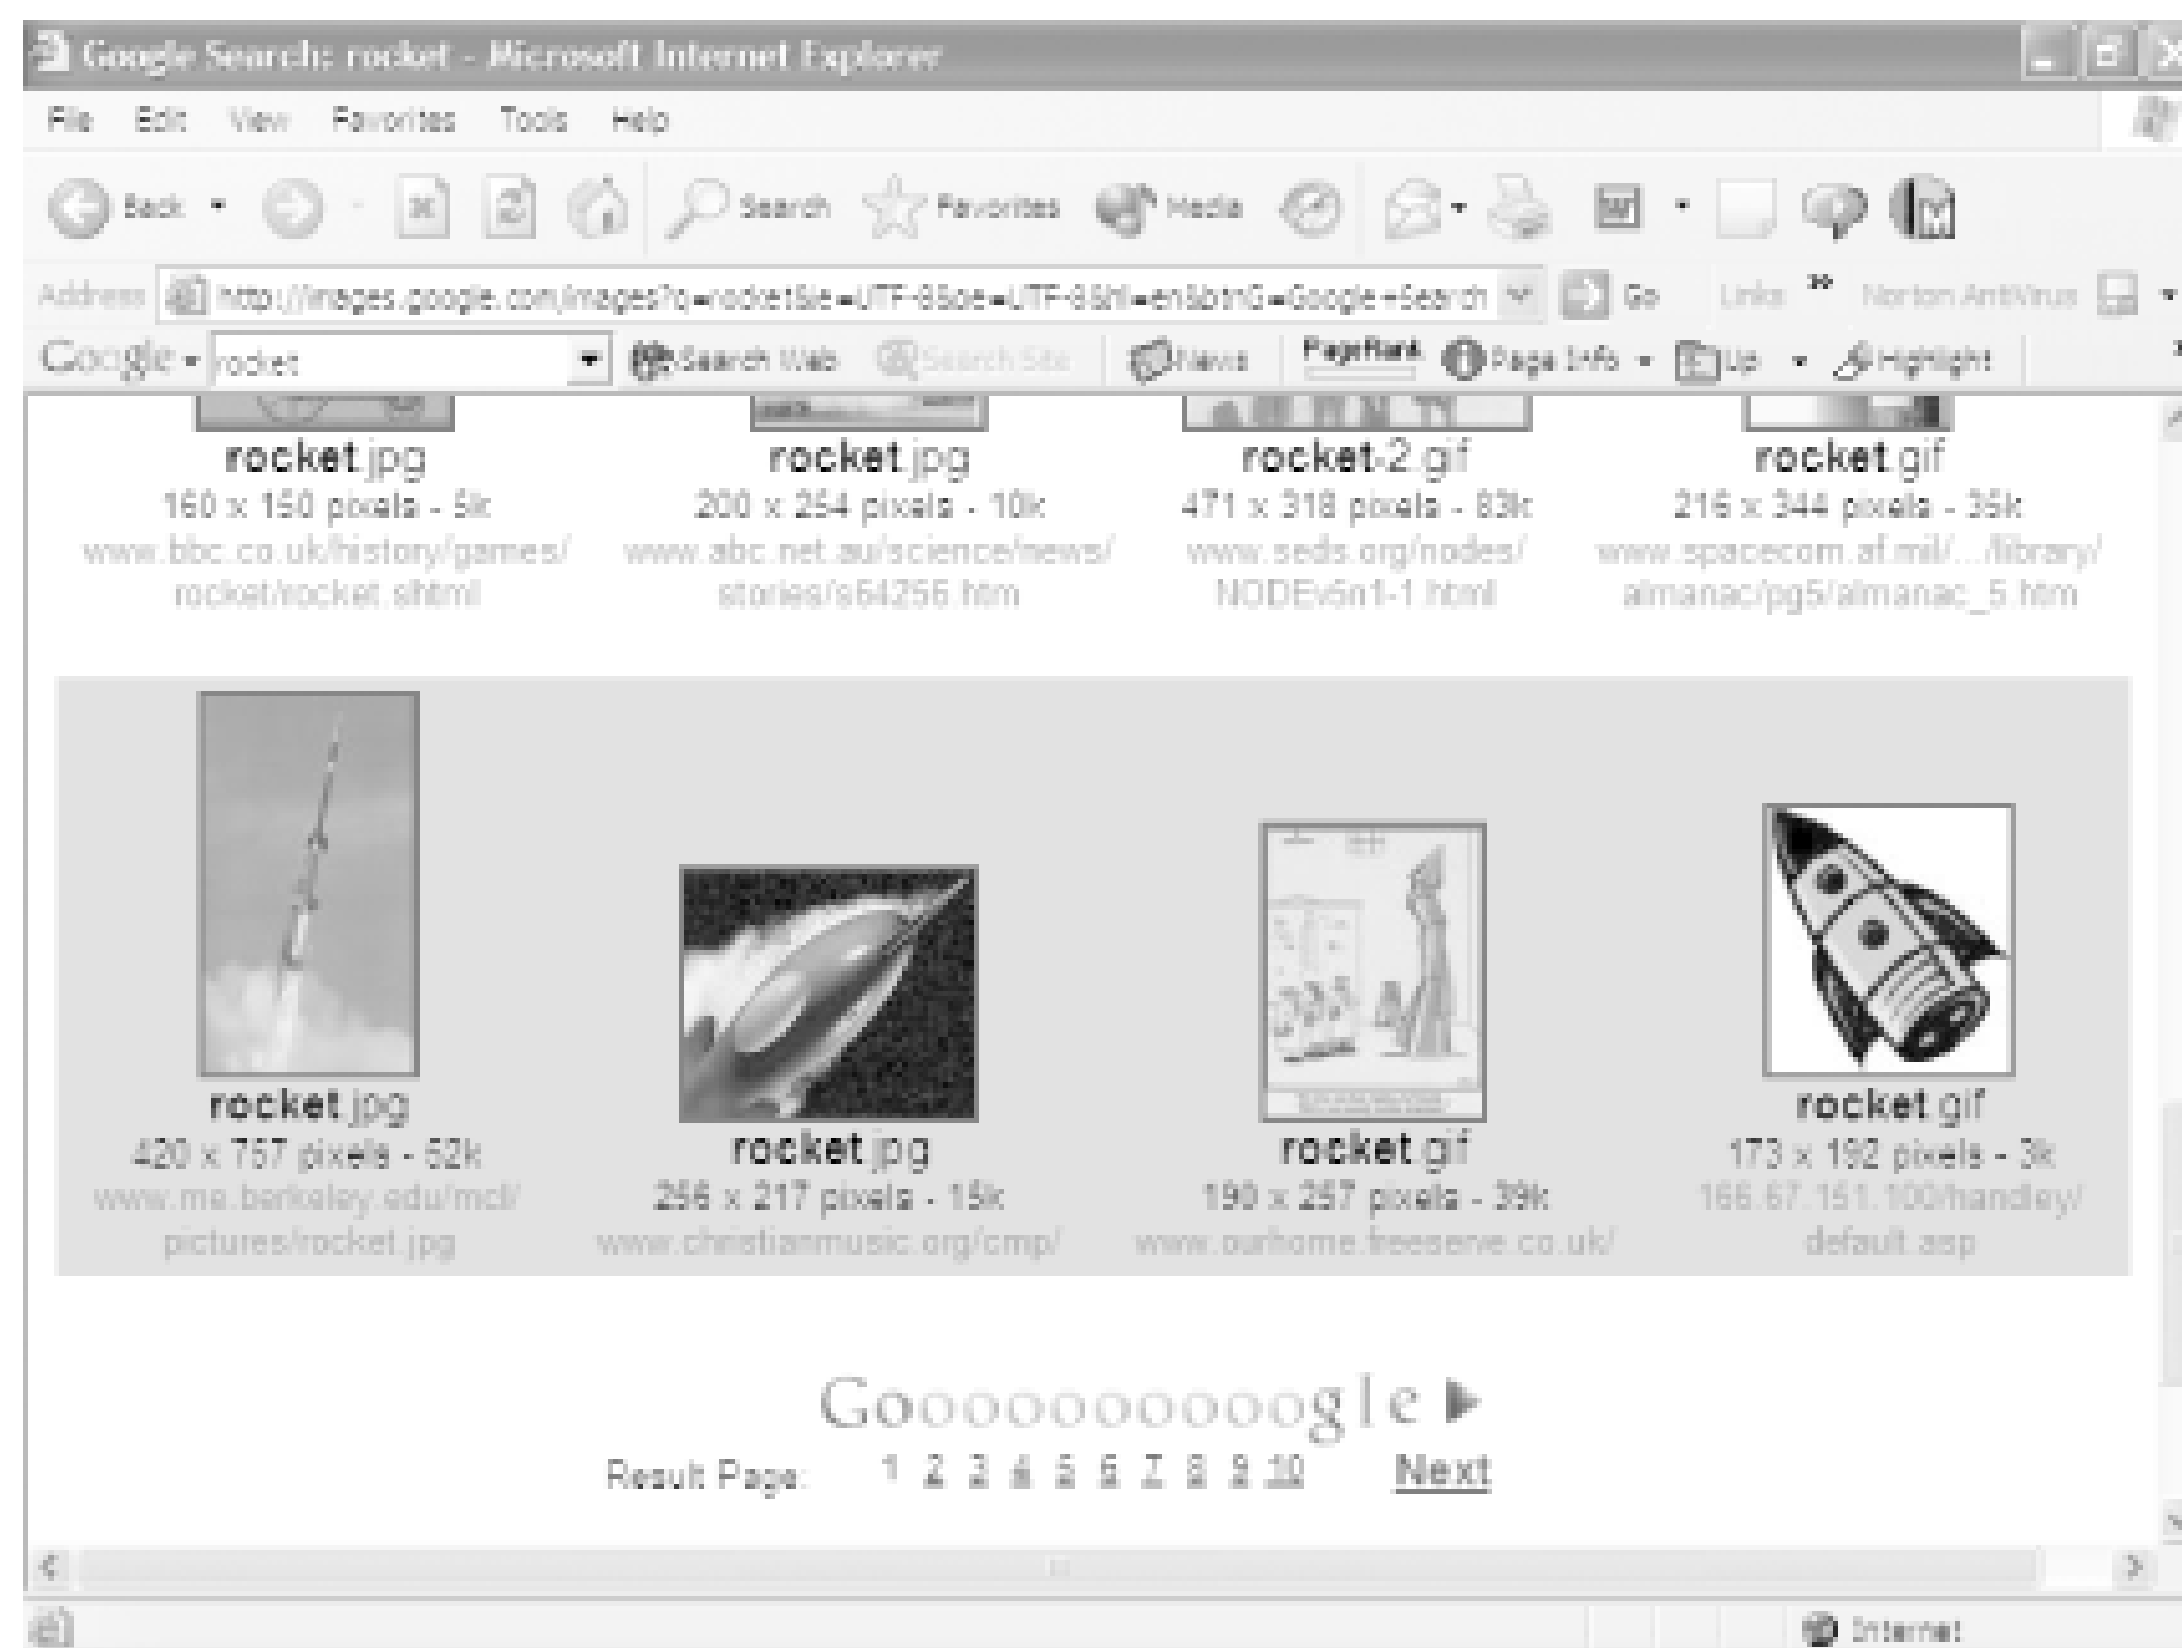 Google Search: rocket - Microsoft Internet Explorer
File Edit View Favorites Tools Help
Back Search Favorites Media
Address http://images.google.com/images?q=rocket&ie=UTF-8&oe=UTF-8&hl=en&btnG=Google+Search Go Links » Norton AntiVirus
Google rocket Search Web Search Site News PageRank Page Info Up Highlight
rocket.jpg rocket.jpg rocket-2.gif rocket.gif
160 x 150 pixels - 5k 200 x 254 pixels - 10k 471 x 318 pixels - 83k 216 x 344 pixels - 35k
www.bbc.co.uk/history/games/ www.abc.net.au/science/news/ www.seds.org/nodes/ www.spacecom.af.mil/.../library/
rocket/rocket.shtml stories/s64256.htm NODEv5n1-1.html almanac/pg5/almanac_5.htm
rocket.jpg rocket.jpg rocket.gif rocket.gif
420 x 757 pixels - 52k 256 x 217 pixels - 15k 190 x 257 pixels - 39k 173 x 192 pixels - 3k
www.me.berkeley.edu/mcl/ www.christianmusic.org/cmp/ www.ourhome.freeserve.co.uk/ 166.67.151.100/handley/
pictures/rocket.jpg default.asp
Goooooooooogle
Result Page: 1 2 3 4 5 6 7 8 9 10 Next
Internet